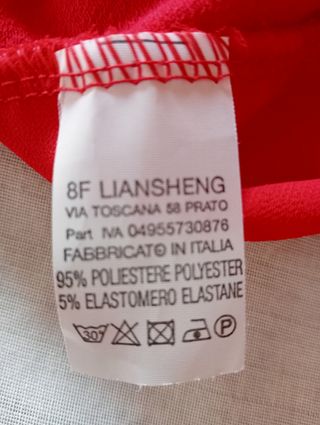 8F LIANSHENG
VIA TOSCANA 58 PRATO
Part IVA 04955730876
FABBRICATO IN ITALIA
95% POLIESTERE POLYESTER
5% ELASTOMERO ELASTANE
30° P